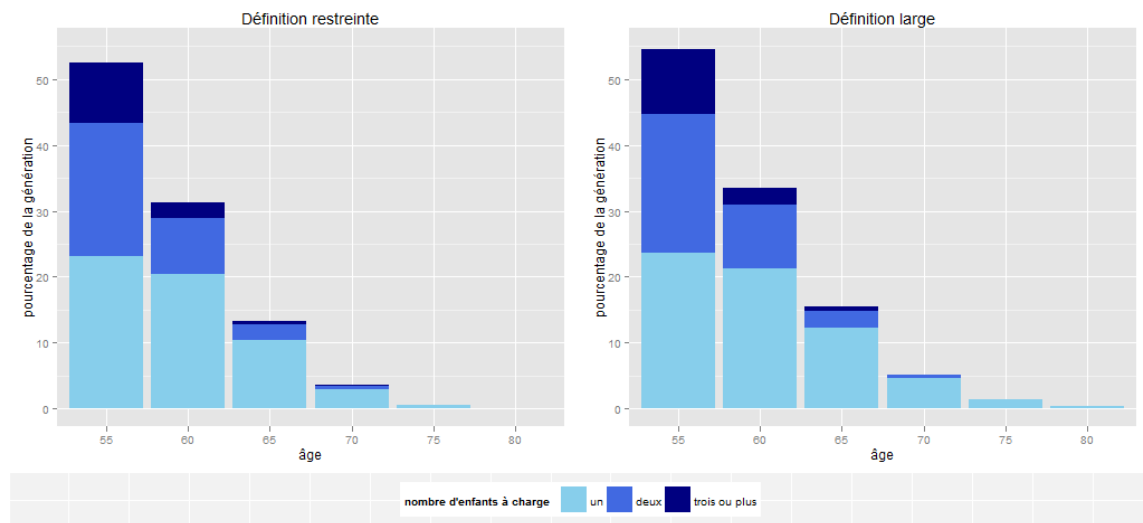 Définition restreinte
pourcentage de la génération
50
40
30
20
10
0
55 60 65 70 75 80
âge
Définition large
pourcentage de la génération
50
40
30
20
10
0
55 60 65 70 75 80
âge
nombre d'enfants à charge un deux trois ou plus